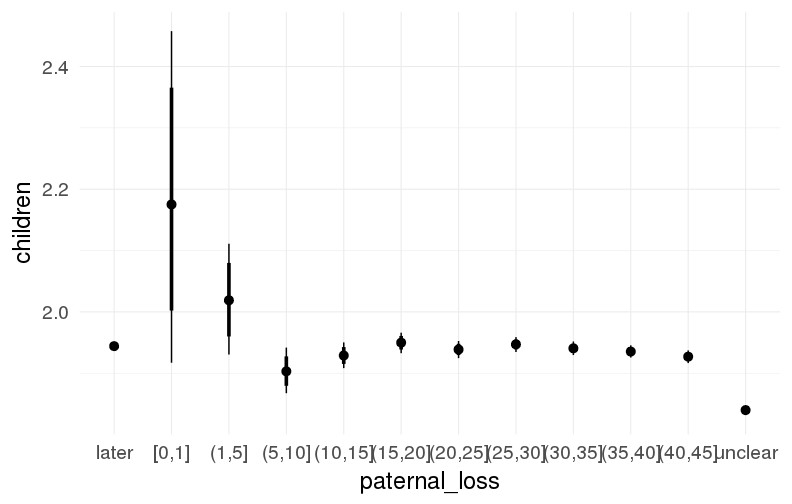 children
2.4
2.2
2.0
later [0,1] (1,5] (5,10] (10,15] (15,20] (20,25] (25,30] (30,35] (35,40] (40,45] unclear
paternal_loss